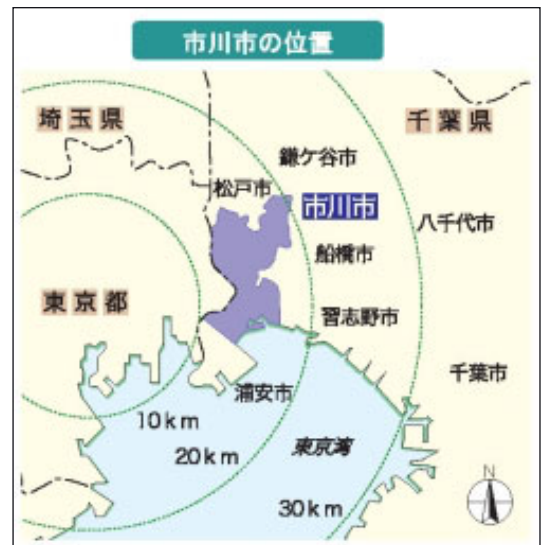 市川市の位置
埼玉県
千葉県
鎌ケ谷市
松戸市
市川市
八千代市
船橋市
東京都
習志野市
千葉市
浦安市
10km
東京湾
20km
30km
N